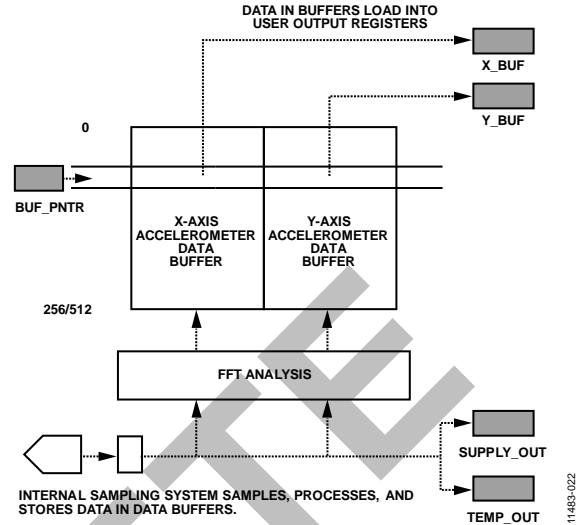 DATA IN BUFFERS LOAD INTO
USER OUTPUT REGISTERS
X_BUF
Y_BUF
0
BUF_PNTR
X-AXIS
ACCELEROMETER
DATA
BUFFER
Y-AXIS
ACCELEROMETER
DATA
BUFFER
256/512
FFT ANALYSIS
SUPPLY_OUT
INTERNAL SAMPLING SYSTEM SAMPLES, PROCESSES, AND
STORES DATA IN DATA BUFFERS.
TEMP_OUT
11483-022